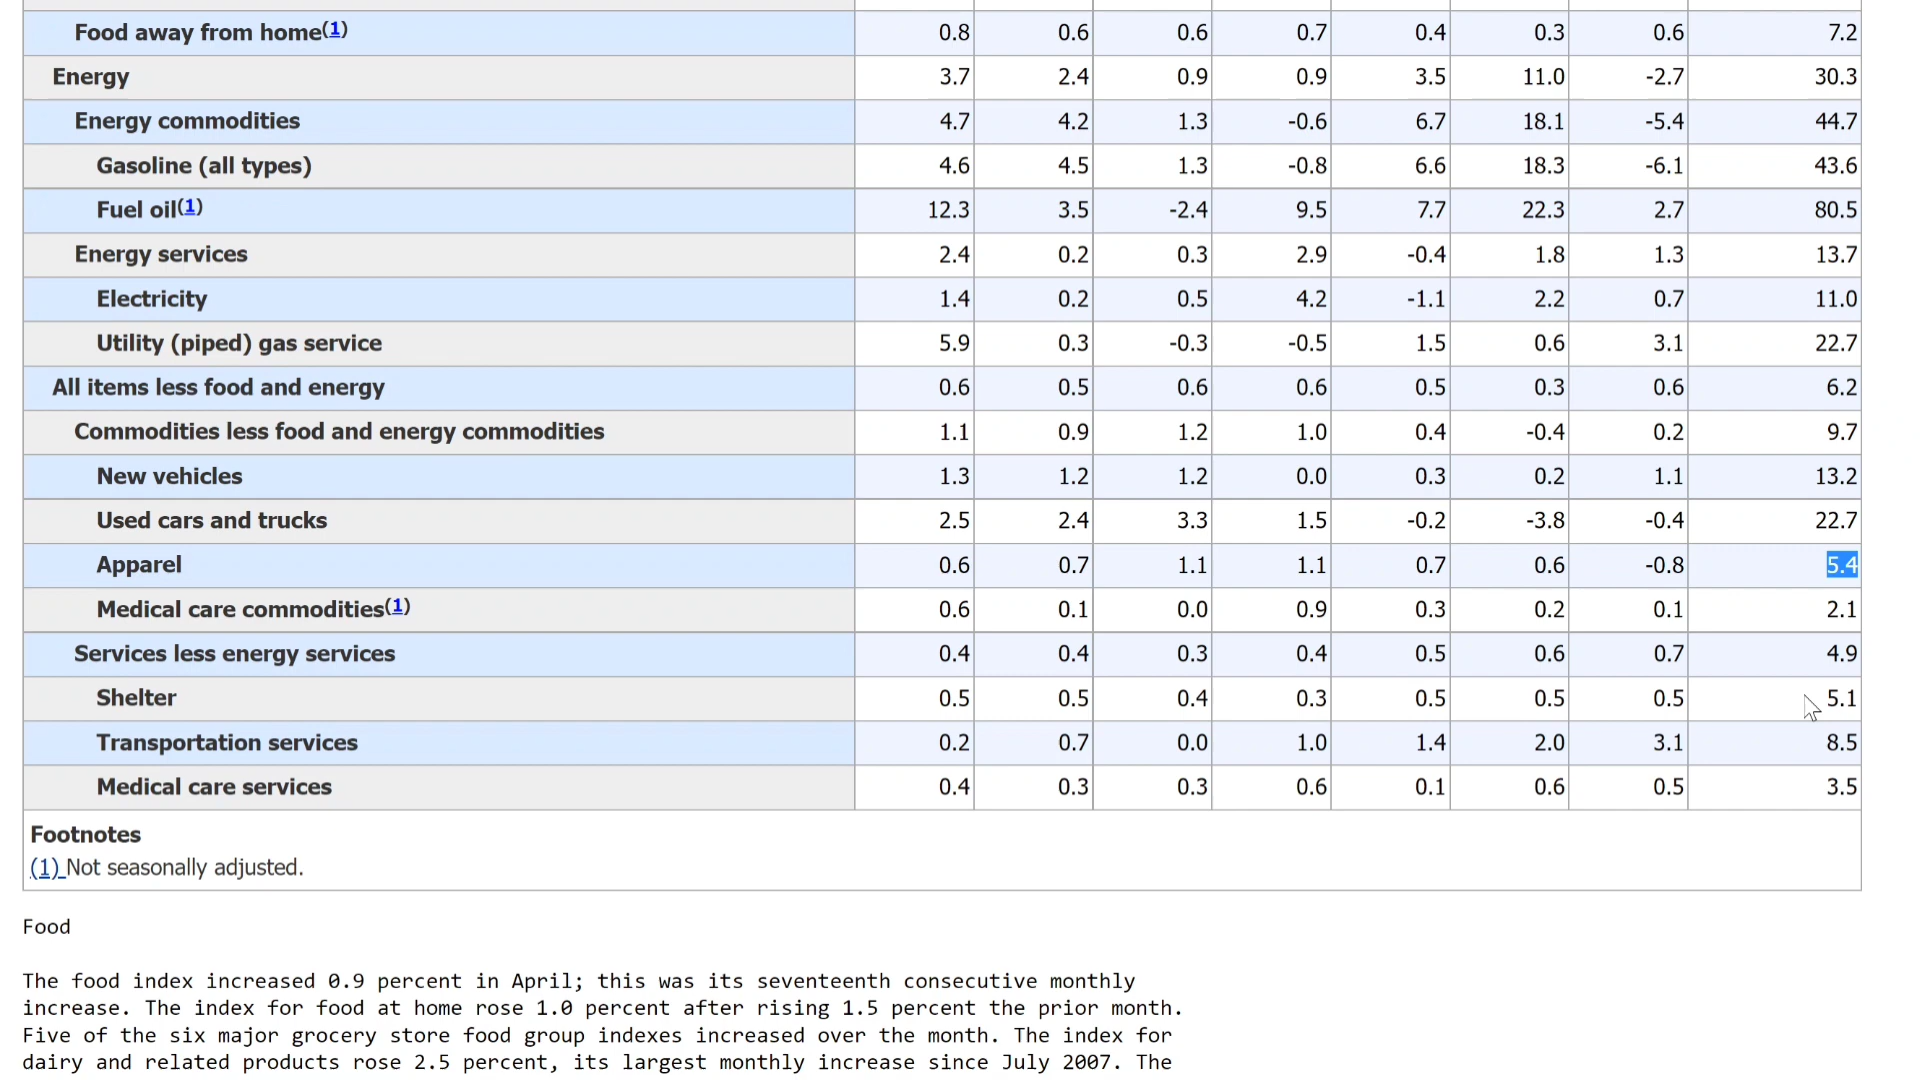 Food away from home(1) 0.8 0.6 0.6 0.7 0.4 0.3 0.6 7.2
Energy 3.7 2.4 0.9 0.9 3.5 11.0 -2.7 30.3
Energy commodities 4.7 4.2 1.3 -0.6 6.7 18.1 -5.4 44.7
Gasoline (all types) 4.6 4.5 1.3 -0.8 6.6 18.3 -6.1 43.6
Fuel oil(1) 12.3 3.5 -2.4 9.5 7.7 22.3 2.7 80.5
Energy services 2.4 0.2 0.3 2.9 -0.4 1.8 1.3 13.7
Electricity 1.4 0.2 0.5 4.2 -1.1 2.2 0.7 11.0
Utility (piped) gas service 5.9 0.3 -0.3 -0.5 1.5 0.6 3.1 22.7
All items less food and energy 0.6 0.5 0.6 0.6 0.5 0.3 0.6 6.2
Commodities less food and energy commodities 1.1 0.9 1.2 1.0 0.4 -0.4 0.2 9.7
New vehicles 1.3 1.2 1.2 0.0 0.3 0.2 1.1 13.2
Used cars and trucks 2.5 2.4 3.3 1.5 -0.2 -3.8 -0.4 22.7
Apparel 0.6 0.7 1.1 1.1 0.7 0.6 -0.8 5.4
Medical care commodities(1) 0.6 0.1 0.0 0.9 0.3 0.2 0.1 2.1
Services less energy services 0.4 0.4 0.3 0.4 0.5 0.6 0.7 4.9
Shelter 0.5 0.5 0.4 0.3 0.5 0.5 0.5 5.1
Transportation services 0.2 0.7 0.0 1.0 1.4 2.0 3.1 8.5
Medical care services 0.4 0.3 0.3 0.6 0.1 0.6 0.5 3.5
Footnotes
(1) Not seasonally adjusted.
Food
The food index increased 0.9 percent in April; this was its seventeenth consecutive monthly
increase. The index for food at home rose 1.0 percent after rising 1.5 percent the prior month.
Five of the six major grocery store food group indexes increased over the month. The index for
dairy and related products rose 2.5 percent, its largest monthly increase since July 2007. The